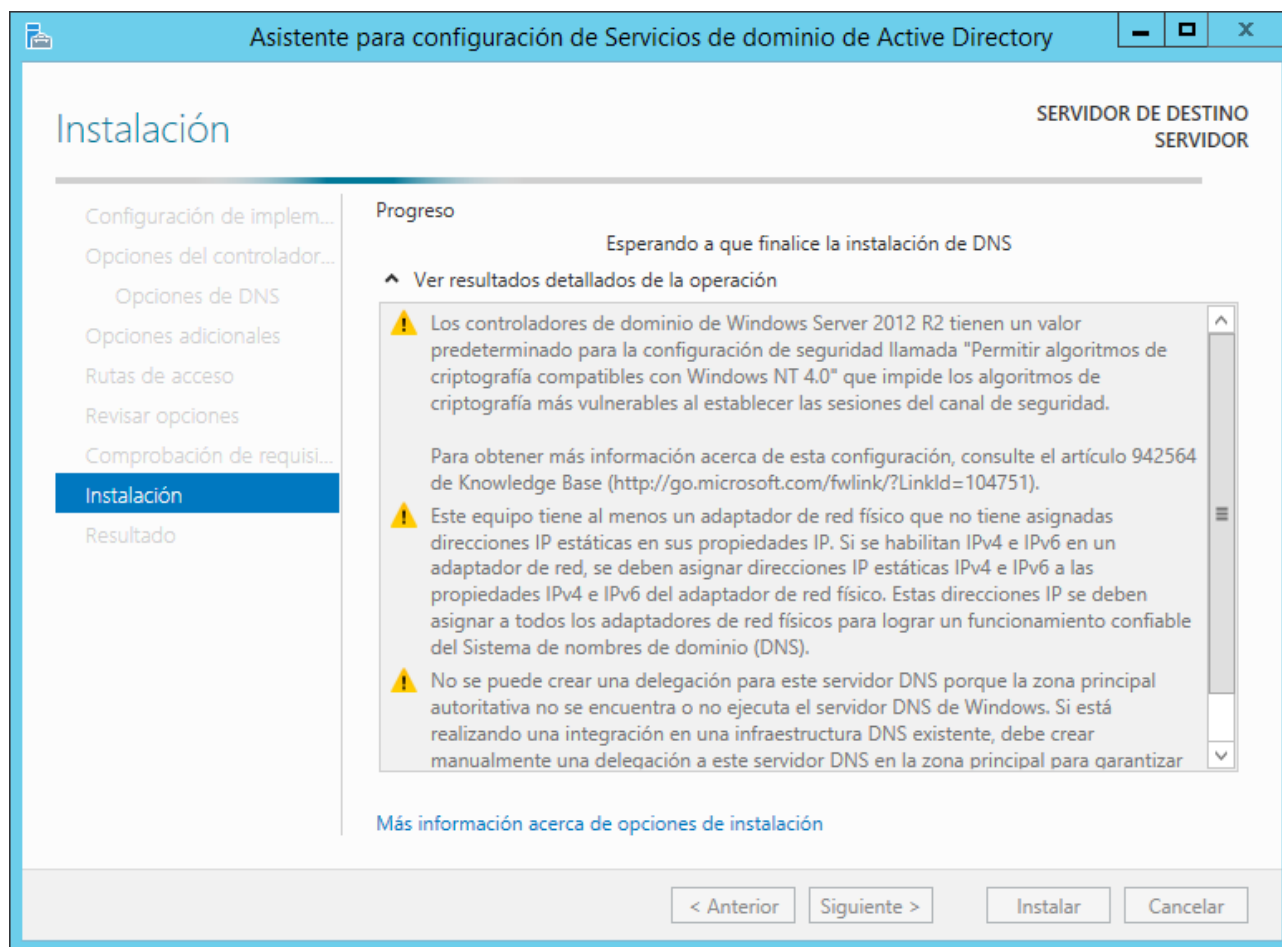 Asistente para configuración de Servicios de dominio de Active Directory
Instalación
SERVIDOR DE DESTINO
SERVIDOR
Configuración de implem...
Opciones del controlador...
Opciones de DNS
Opciones adicionales
Rutas de acceso
Revisar opciones
Comprobación de requisi...
Instalación
Resultado
Progreso
Esperando a que finalice la instalación de DNS
Ver resultados detallados de la operación
Los controladores de dominio de Windows Server 2012 R2 tienen un valor
predeterminado para la configuración de seguridad llamada "Permitir algoritmos de
criptografía compatibles con Windows NT 4.0" que impide los algoritmos de
criptografía más vulnerables al establecer las sesiones del canal de seguridad.
Para obtener más información acerca de esta configuración, consulte el artículo 942564
de Knowledge Base (http://go.microsoft.com/fwlink/?LinkId=104751).
Este equipo tiene al menos un adaptador de red físico que no tiene asignadas
direcciones IP estáticas en sus propiedades IP. Si se habilitan IPv4 e IPv6 en un
adaptador de red, se deben asignar direcciones IP estáticas IPv4 e IPv6 a las
propiedades IPv4 e IPv6 del adaptador de red físico. Estas direcciones IP se deben
asignar a todos los adaptadores de red físicos para lograr un funcionamiento confiable
del Sistema de nombres de dominio (DNS).
No se puede crear una delegación para este servidor DNS porque la zona principal
autoritativa no se encuentra o no ejecuta el servidor DNS de Windows. Si está
realizando una integración en una infraestructura DNS existente, debe crear
manualmente una delegación a este servidor DNS en la zona principal para garantizar
Más información acerca de opciones de instalación
< Anterior
Siguiente >
Instalar
Cancelar